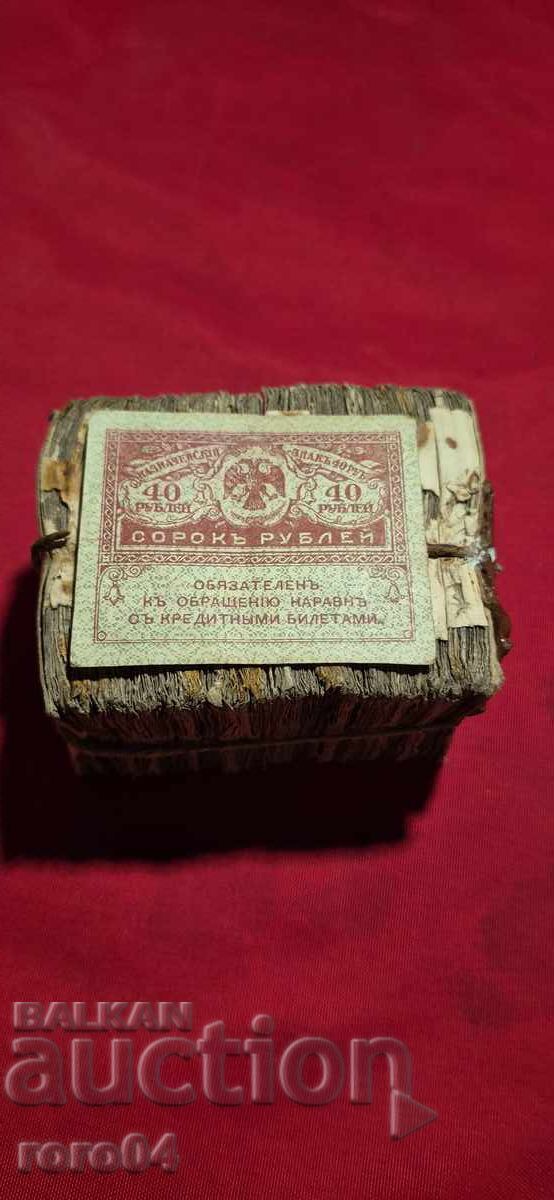 КАЗНАЧЕЙСКІЙ ЗНАКЪ 40 РУБ.
40 40
РУБЛЕЙ РУБЛЕЙ
СОРОКЪ РУБЛЕЙ
ОБЯЗАТЕЛЕНЪ
КЪ ОБРАЩЕНІЮ НАРАВНѢ
СЪ КРЕДИТНЫМИ БИЛЕТАМИ.
BALKAN
auction
roro04